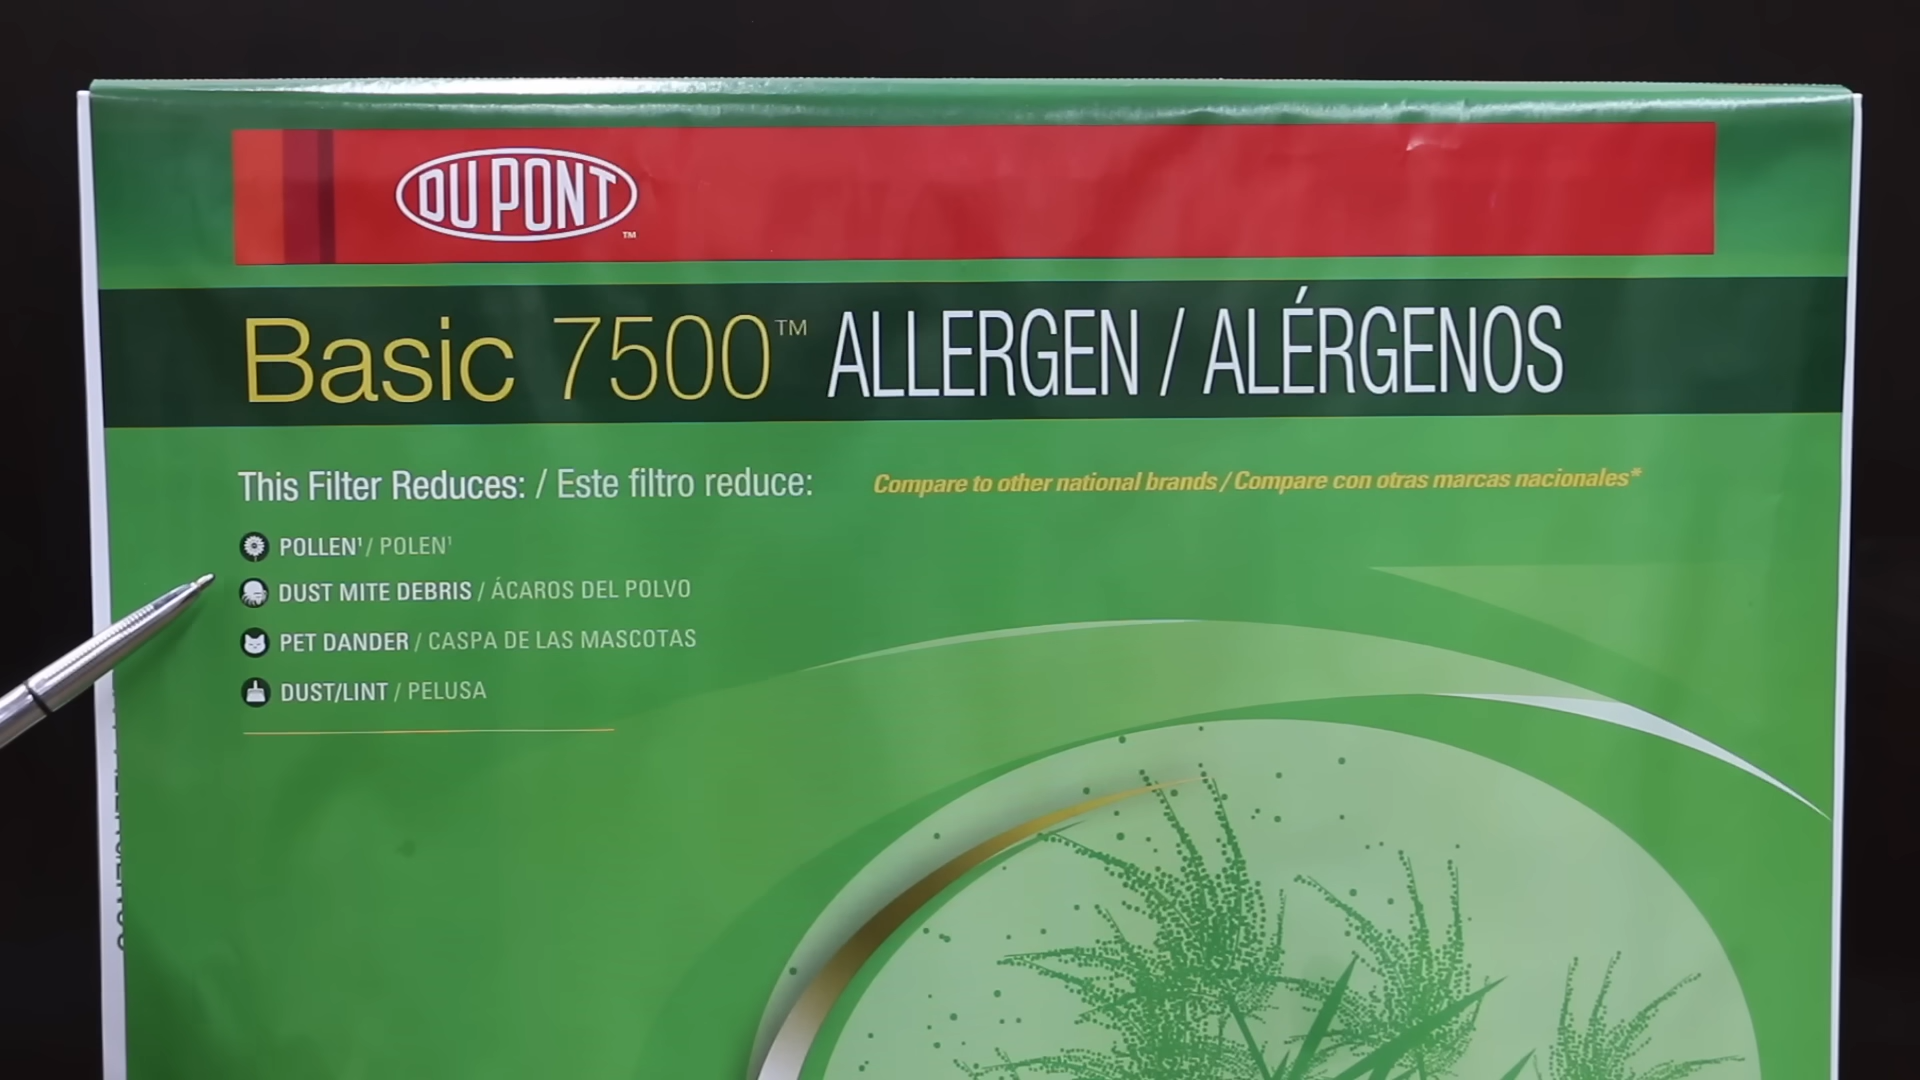 DU PONT
TM
Basic 7500™ ALLERGEN / ALÉRGENOS
This Filter Reduces: / Este filtro reduce:
Compare to other national brands / Compare con otras marcas nacionales*
POLLEN¹ / POLEN¹
DUST MITE DEBRIS / ÁCAROS DEL POLVO
PET DANDER / CASPA DE LAS MASCOTAS
DUST/LINT / PELUSA